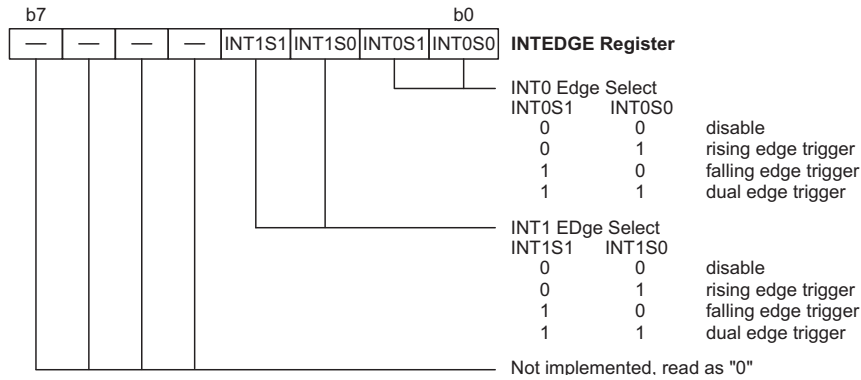 b7 b0
— — — — INT1S1 INT1S0 INT0S1 INT0S0 INTEDGE Register
INT0 Edge Select
INT0S1 INT0S0
0 0 disable
0 1 rising edge trigger
1 0 falling edge trigger
1 1 dual edge trigger
INT1 EDge Select
INT1S1 INT1S0
0 0 disable
0 1 rising edge trigger
1 0 falling edge trigger
1 1 dual edge trigger
Not implemented, read as "0"